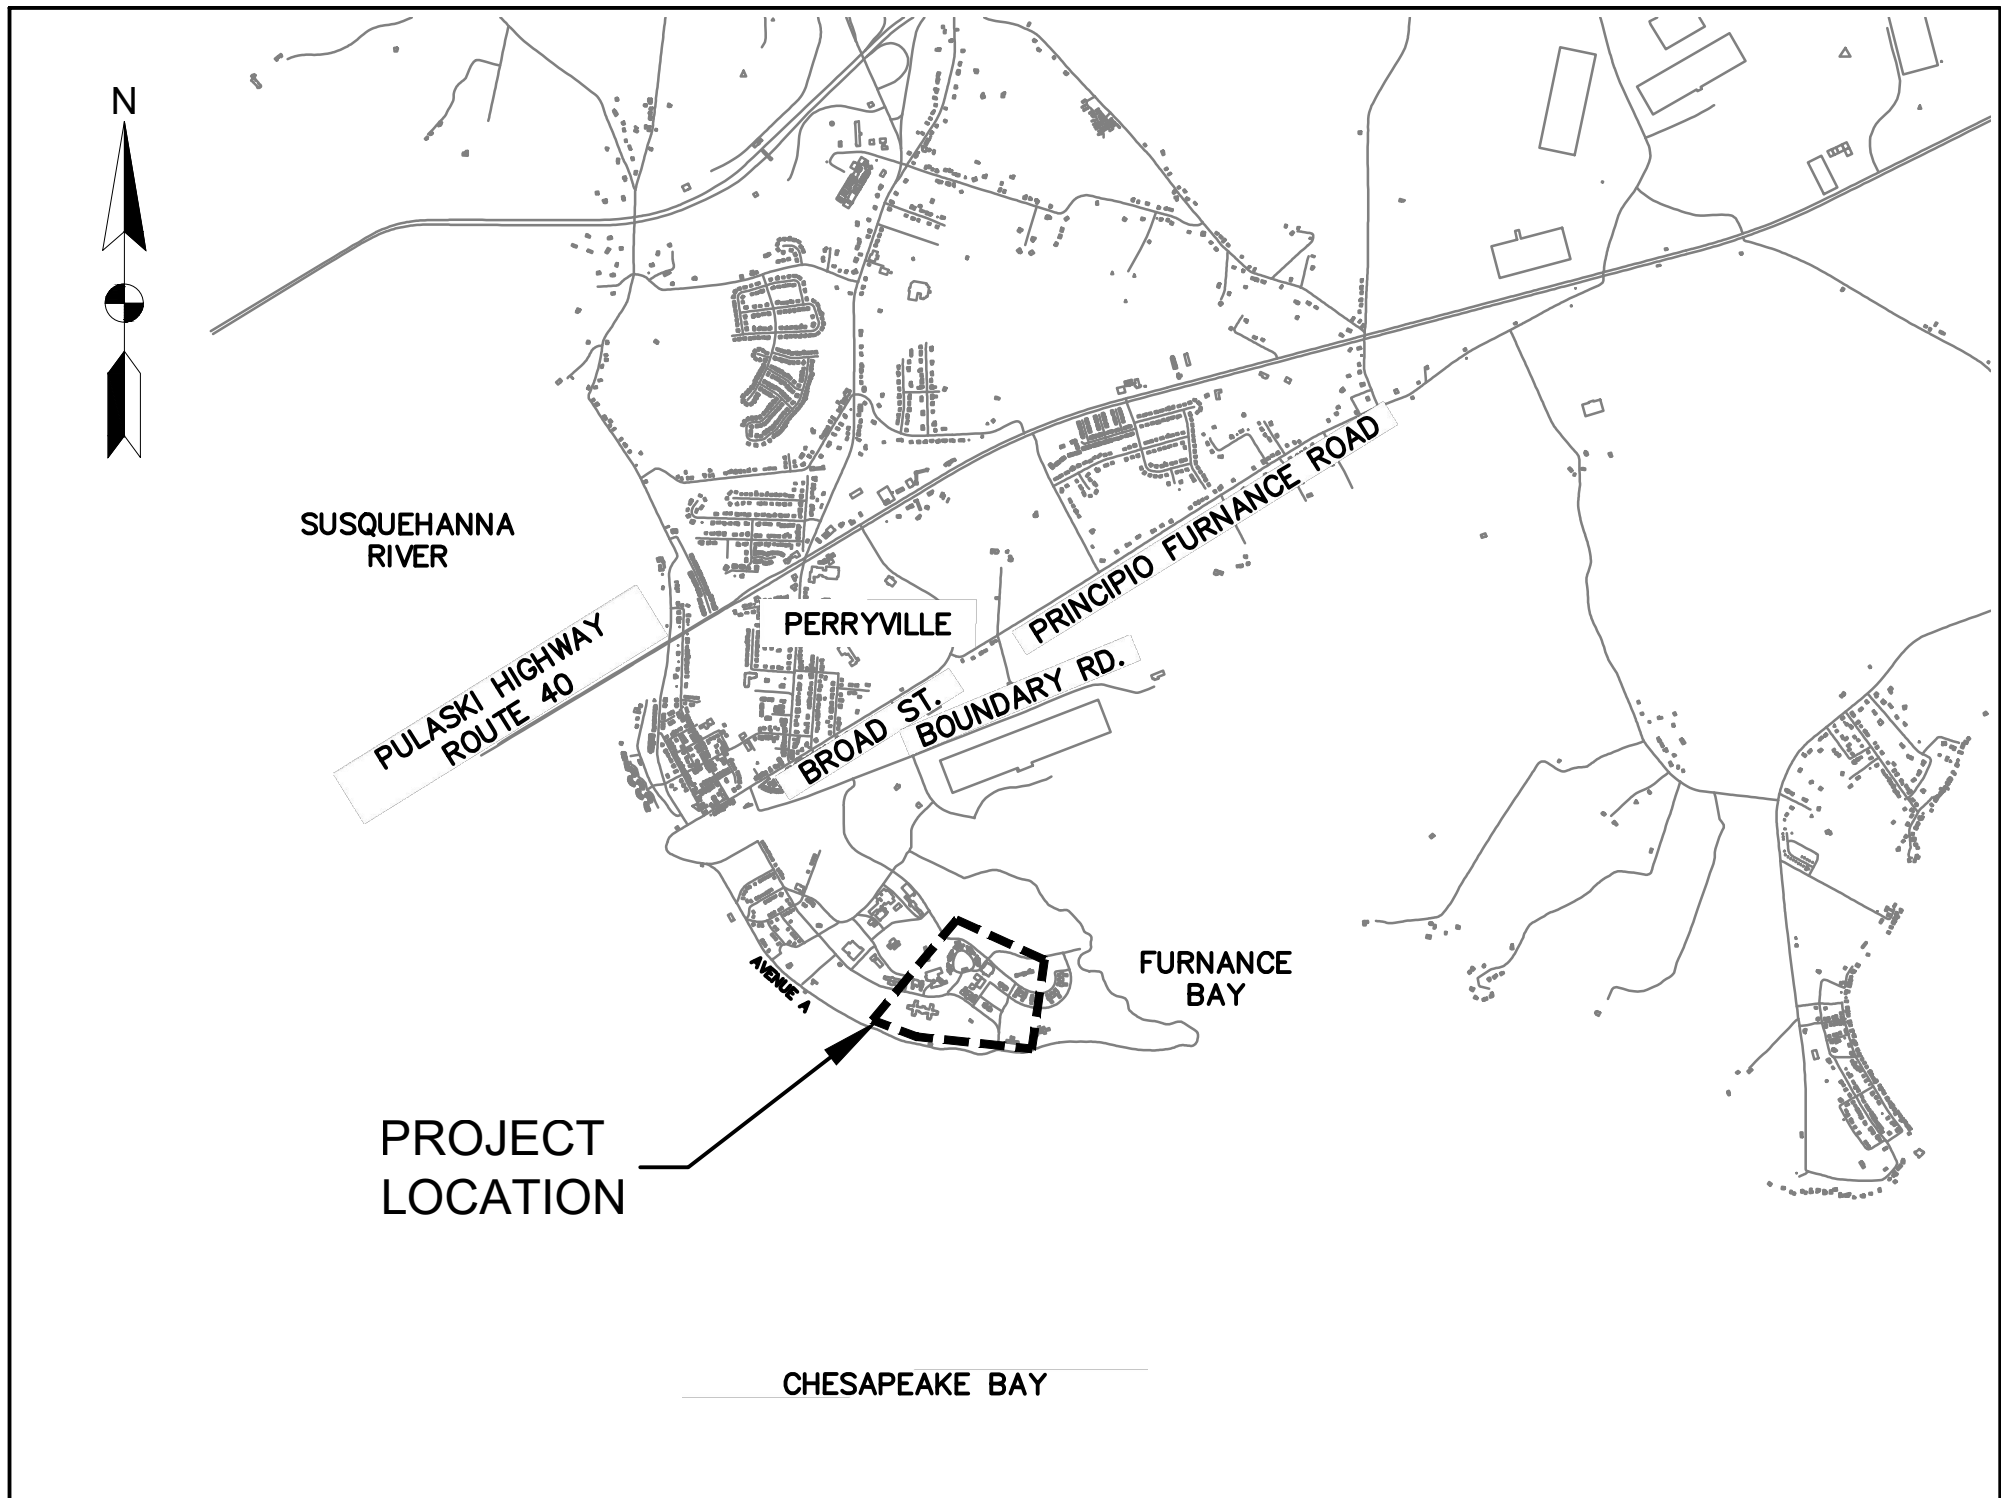 N
SUSQUEHANNA
RIVER
PRINCIPIO FURNANCE ROAD
PERRYVILLE
PULASKI HIGHWAY
ROUTE 40
BROAD ST.
BOUNDARY RD.
FURNANCE
BAY
AVENUE A
PROJECT
LOCATION
CHESAPEAKE BAY